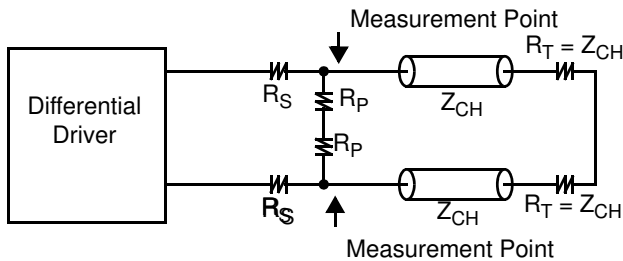 Measurement Point
R_T = Z_CH
R_S
R_P
Z_CH
Differential
Driver
R_P
R_S
Z_CH
R_T = Z_CH
Measurement Point